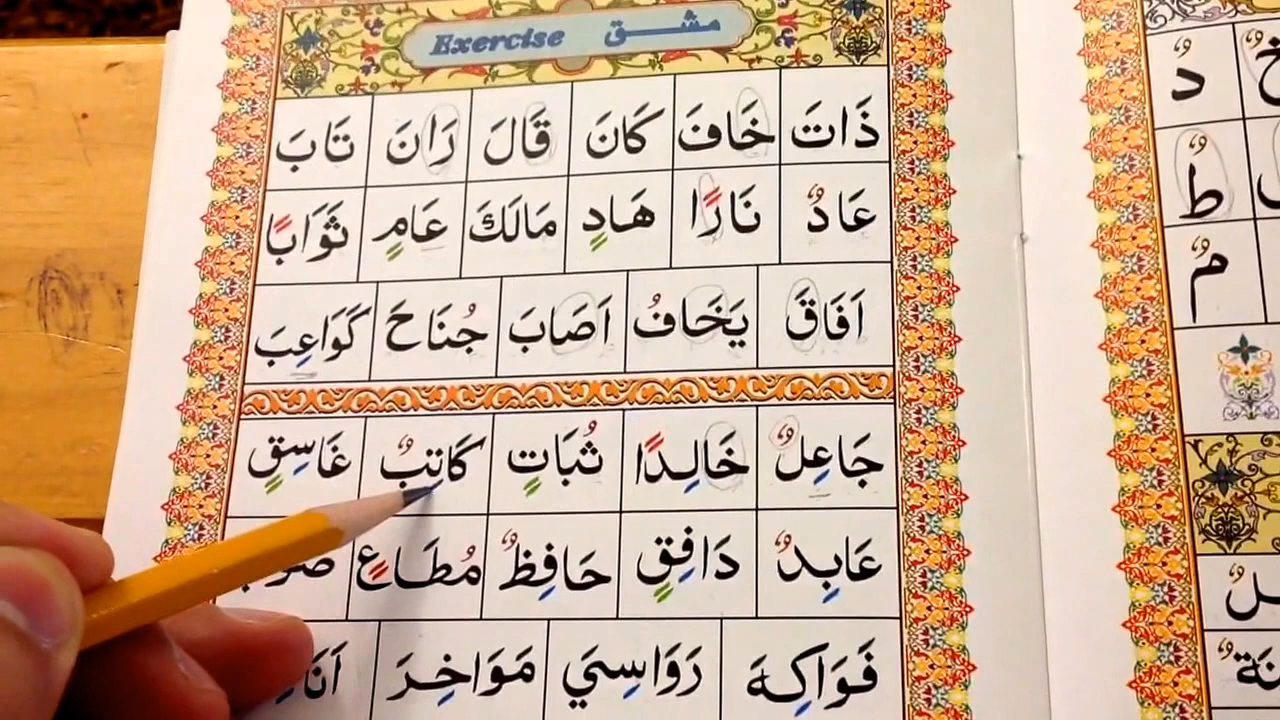 Exercise مشق
ذَاتَ خَافَ كَانَ قَالَ رَانَ تَابَ
عَادٌ نَارًا هَادٍ مَالَكَ عَامٍ ثَوَابًا
اَفَاقَ يَخَافُ اَصَابَ جُنَاحَ كَوَاعِبَ
جَاعِلٌ خَالِدًا ثُبَاتٍ كَاتِبٌ غَاسِقٍ
عَابِدٌ دَافِقٍ حَافِظٌ مُطَاعٍ
فَوَاكِهَ رَوَاسِيَ مَوَاخِرَ
دٌ
طٌ
مٌ